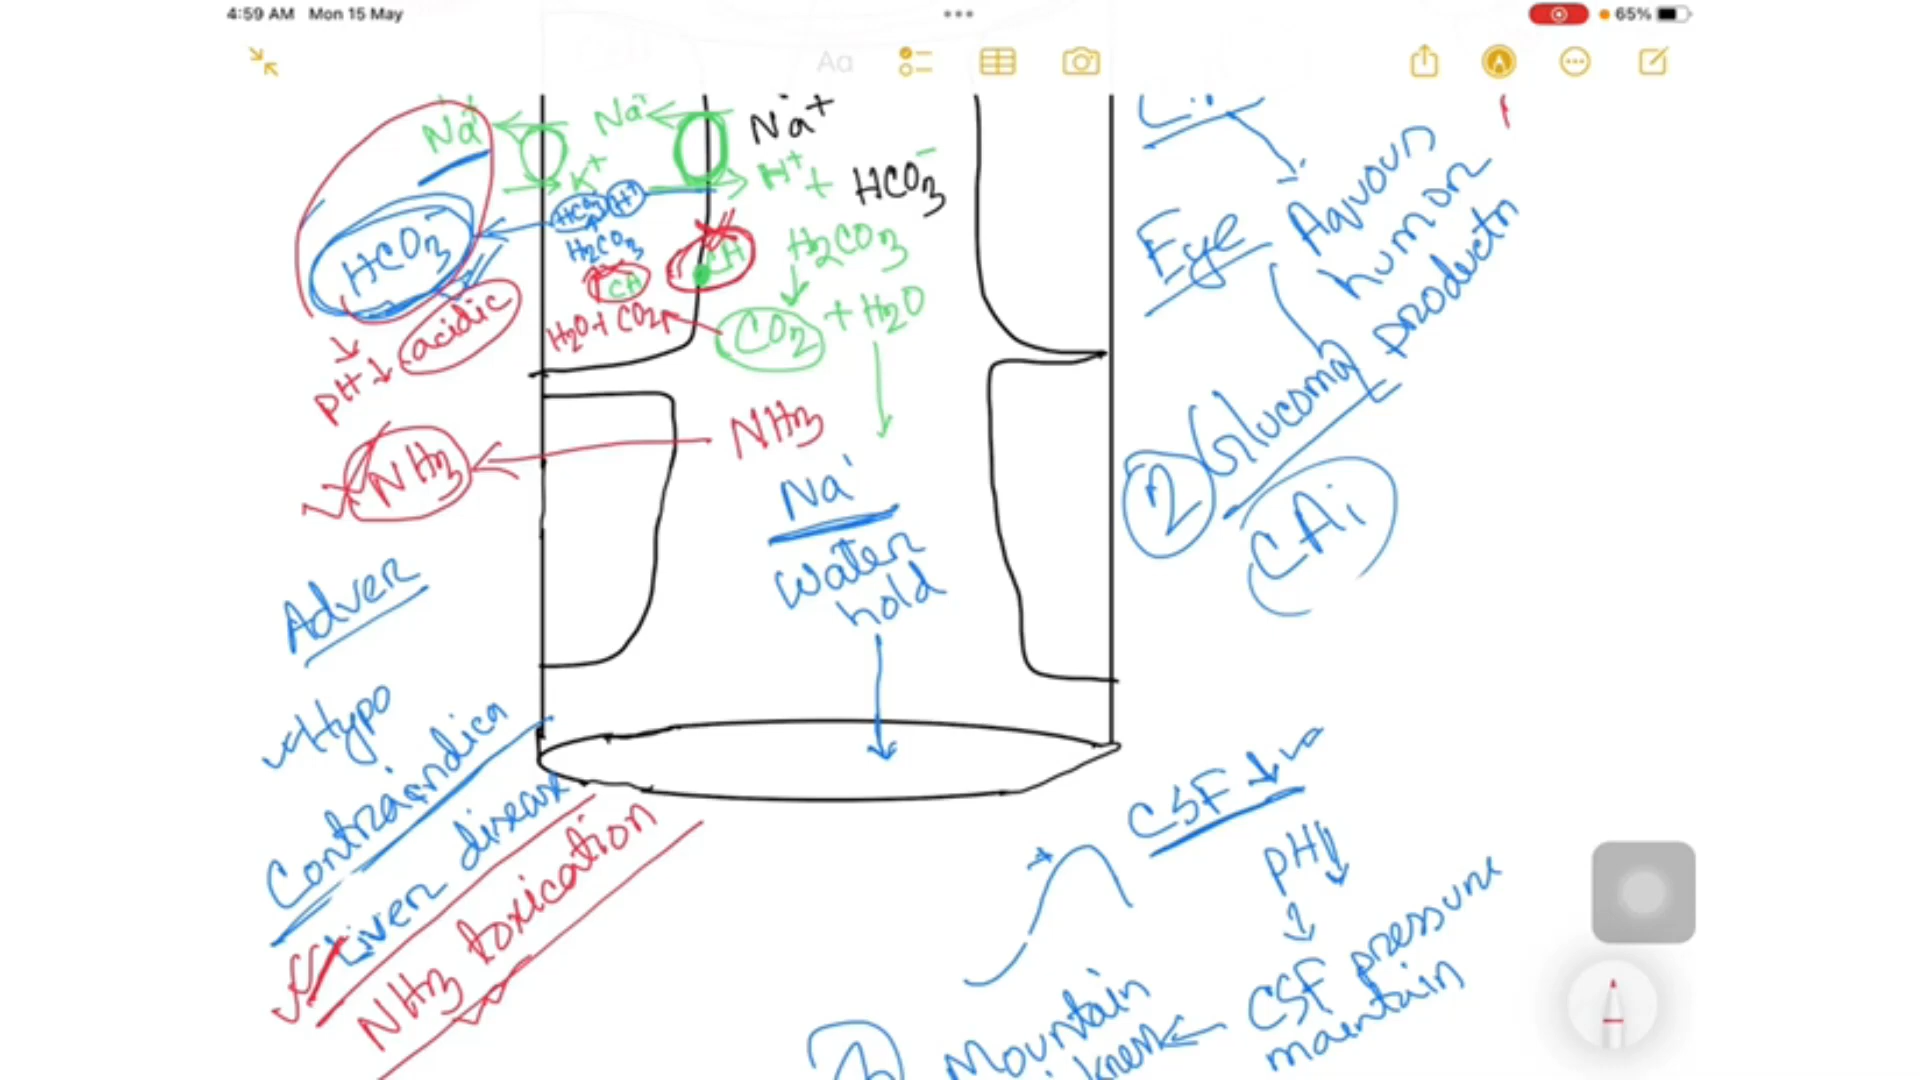 4:59 AM Mon 15 May
65%
Aa
Na+
Na+
Na+
K+
H+ +
HCO3-
HCO3 H+
HCO3
H2CO3
CA
CA
H2CO3
H2O + CO2
CO2 + H2O
acidic
pH ↓
NH3
NH3
Na+
Water
hold
Adver
Hypo
Contraindica
Liver disease
NH3 toxication
Eye
Aquous
humor
productn
2 Glucoma
CAi
CSF ↓
pH ↓
CSF pressure
maintain
Mountain